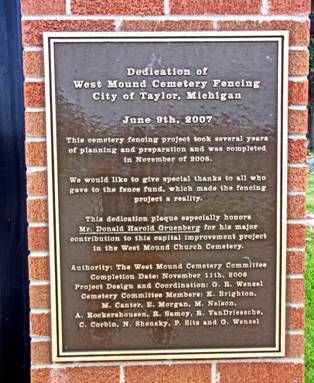 Dedication of
West Mound Cemetery Fencing
City of Taylor, Michigan
June 9th, 2007
This cemetery fencing project took several years
of planning and preparation and was completed
in November of 2006.
We would like to give special thanks to all who
gave to the fence fund, which made the fencing
project a reality.
This dedication plaque especially honors
Mr. Donald Harold Gruenberg for his major
contribution to this capital improvement project
in the West Mound Church Cemetery.
Authority: The West Mound Cemetery Committee
Completion Date: November 11th, 2006
Project Design and Coordination: G. R. Wenzel
Cemetery Committee Members: K. Brighton,
M. Canter, E. Morgan, M. Nelson,
A. Rockershousen, R. Samoy, R. VanDriessche,
C. Corbin, N. Shensky, P. Sits and G. Wenzel